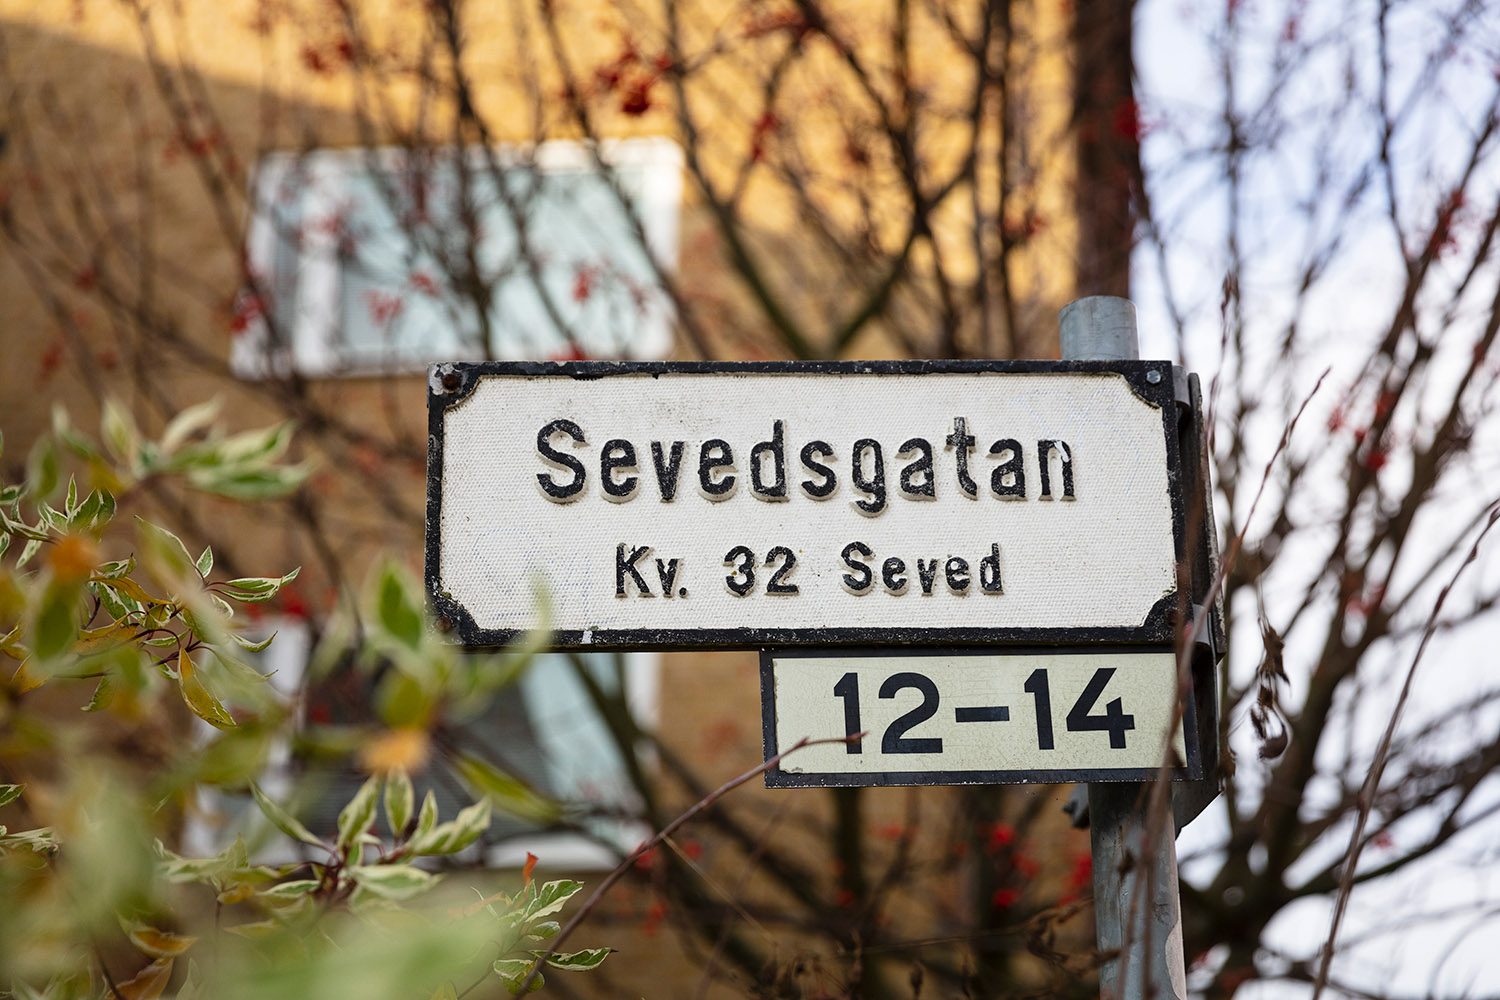 Sevedsgatan
Kv. 32 Seved
12-14